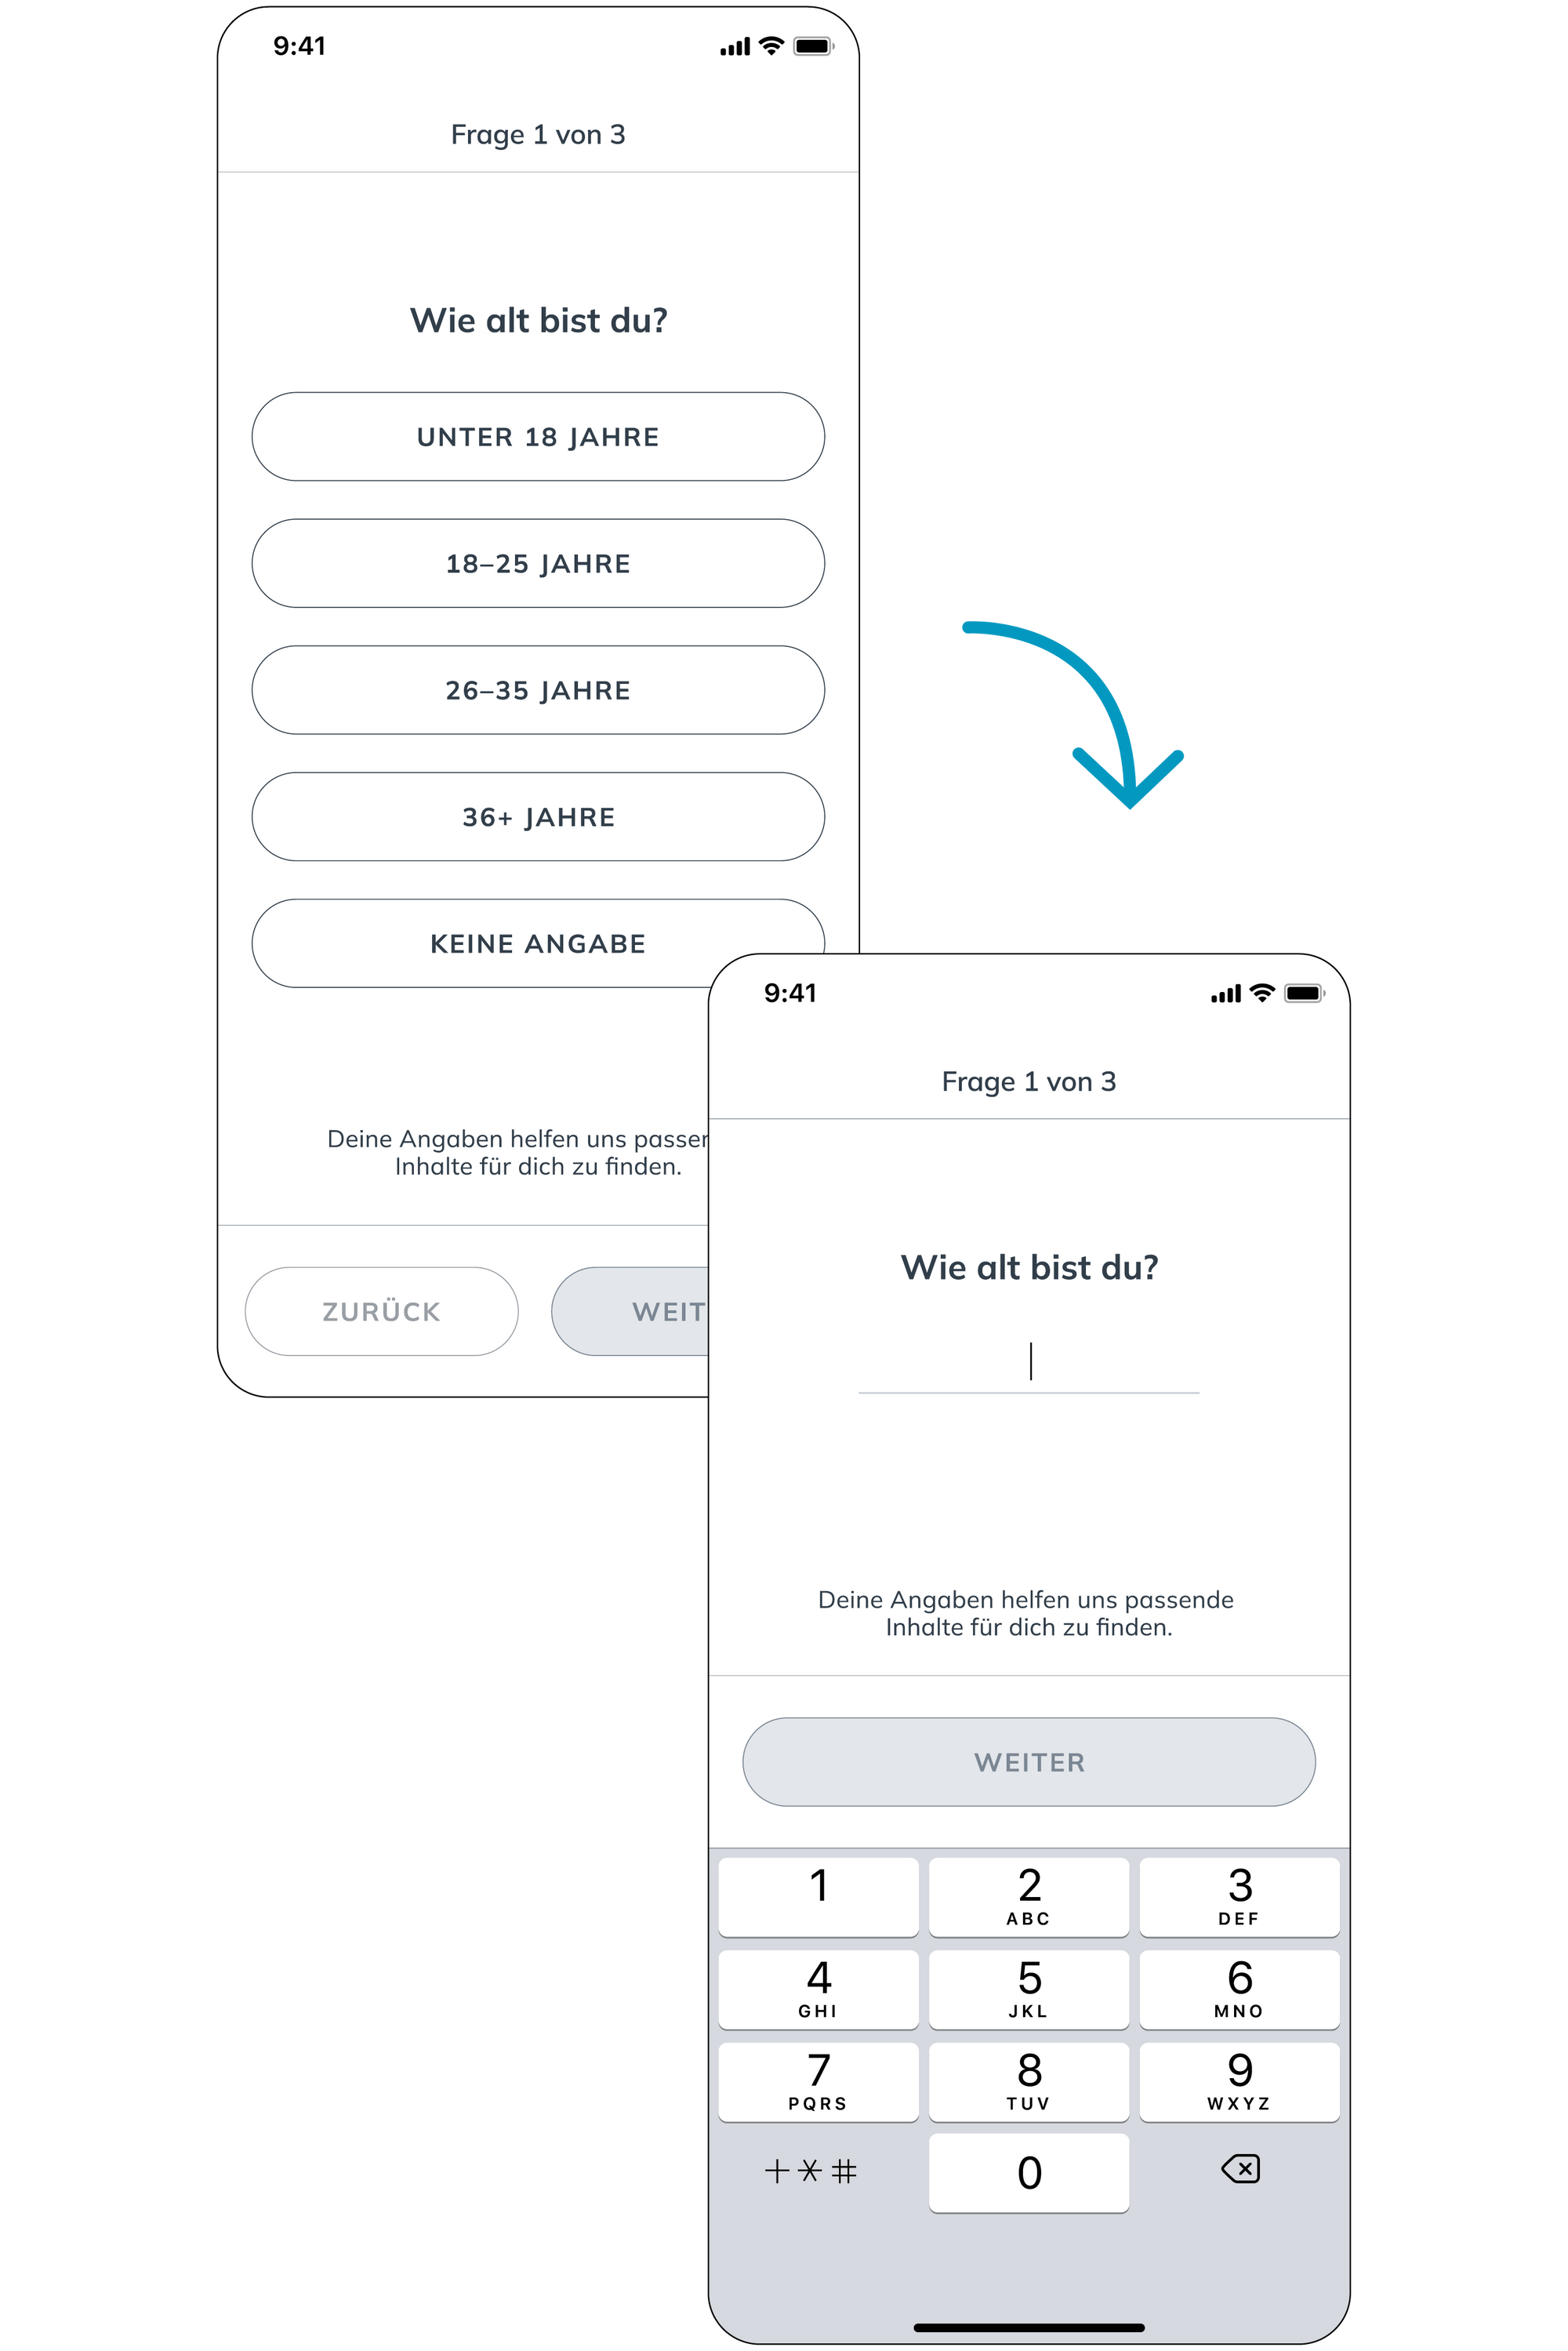 9:41
Frage 1 von 3
Wie alt bist du?
UNTER 18 JAHRE
18–25 JAHRE
26–35 JAHRE
36+ JAHRE
KEINE ANGABE
Deine Angaben helfen uns passen
Inhalte für dich zu finden.
ZURÜCK
WEIT
9:41
Frage 1 von 3
Wie alt bist du?
Deine Angaben helfen uns passende
Inhalte für dich zu finden.
WEITER
1 2 3
ABC DEF
4 5 6
GHI JKL MNO
7 8 9
PQRS TUV WXYZ
+*# 0